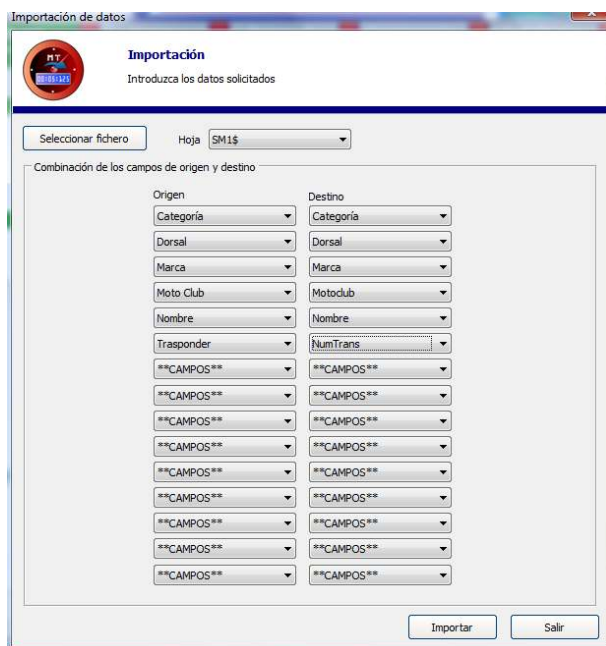 Importación de datos
MT
Importación
Introduzca los datos solicitados
Seleccionar fichero Hoja SM1$
Combinación de los campos de origen y destino
Origen Destino
Categoría Categoría
Dorsal Dorsal
Marca Marca
Moto Club Motoclub
Nombre Nombre
Trasponder NumTrans
**CAMPOS** **CAMPOS**
**CAMPOS** **CAMPOS**
**CAMPOS** **CAMPOS**
**CAMPOS** **CAMPOS**
**CAMPOS** **CAMPOS**
**CAMPOS** **CAMPOS**
**CAMPOS** **CAMPOS**
**CAMPOS** **CAMPOS**
**CAMPOS** **CAMPOS**
Importar Salir